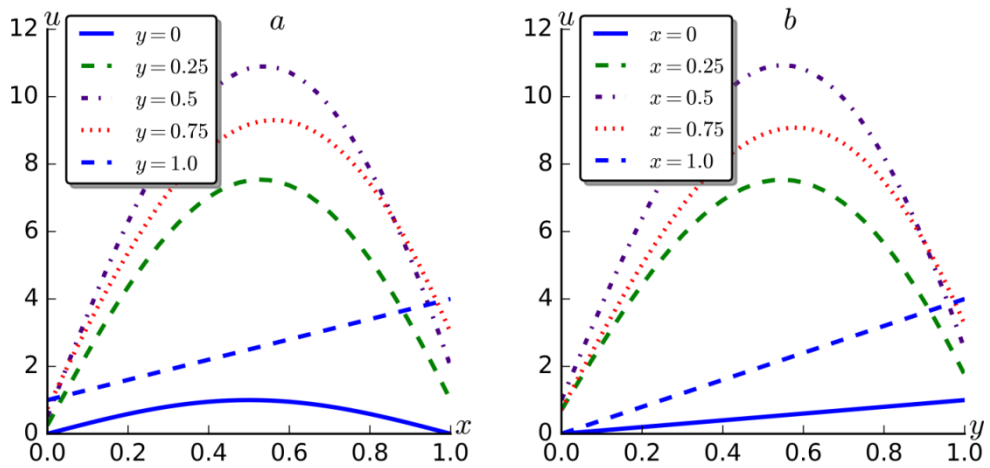 a
u
12
10
8
6
4
2
0
y = 0
y = 0.25
y = 0.5
y = 0.75
y = 1.0
0.0 0.2 0.4 0.6 0.8 1.0 x
b
u
12
10
8
6
4
2
0
x = 0
x = 0.25
x = 0.5
x = 0.75
x = 1.0
0.0 0.2 0.4 0.6 0.8 1.0 y